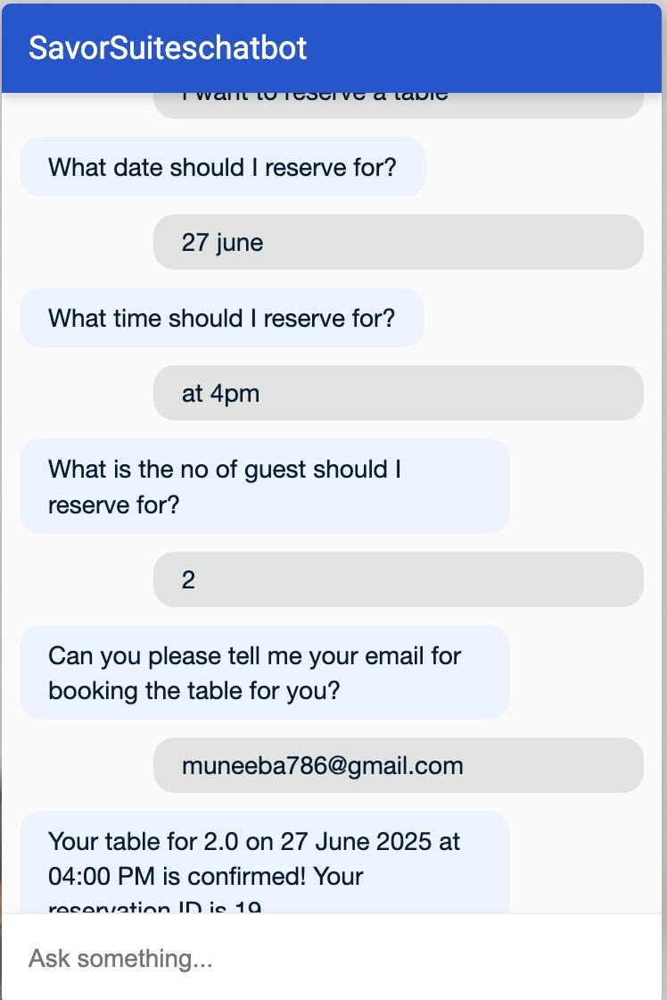 SavorSuiteschatbot
I want to reserve a table
What date should I reserve for?
27 june
What time should I reserve for?
at 4pm
What is the no of guest should I
reserve for?
2
Can you please tell me your email for
booking the table for you?
muneeba786@gmail.com
Your table for 2.0 on 27 June 2025 at
04:00 PM is confirmed! Your
reservation ID is 19
Ask something...